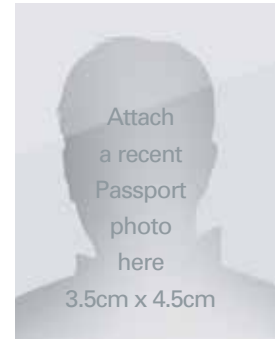 Attach
a recent
Passport
photo
here
3.5cm x 4.5cm